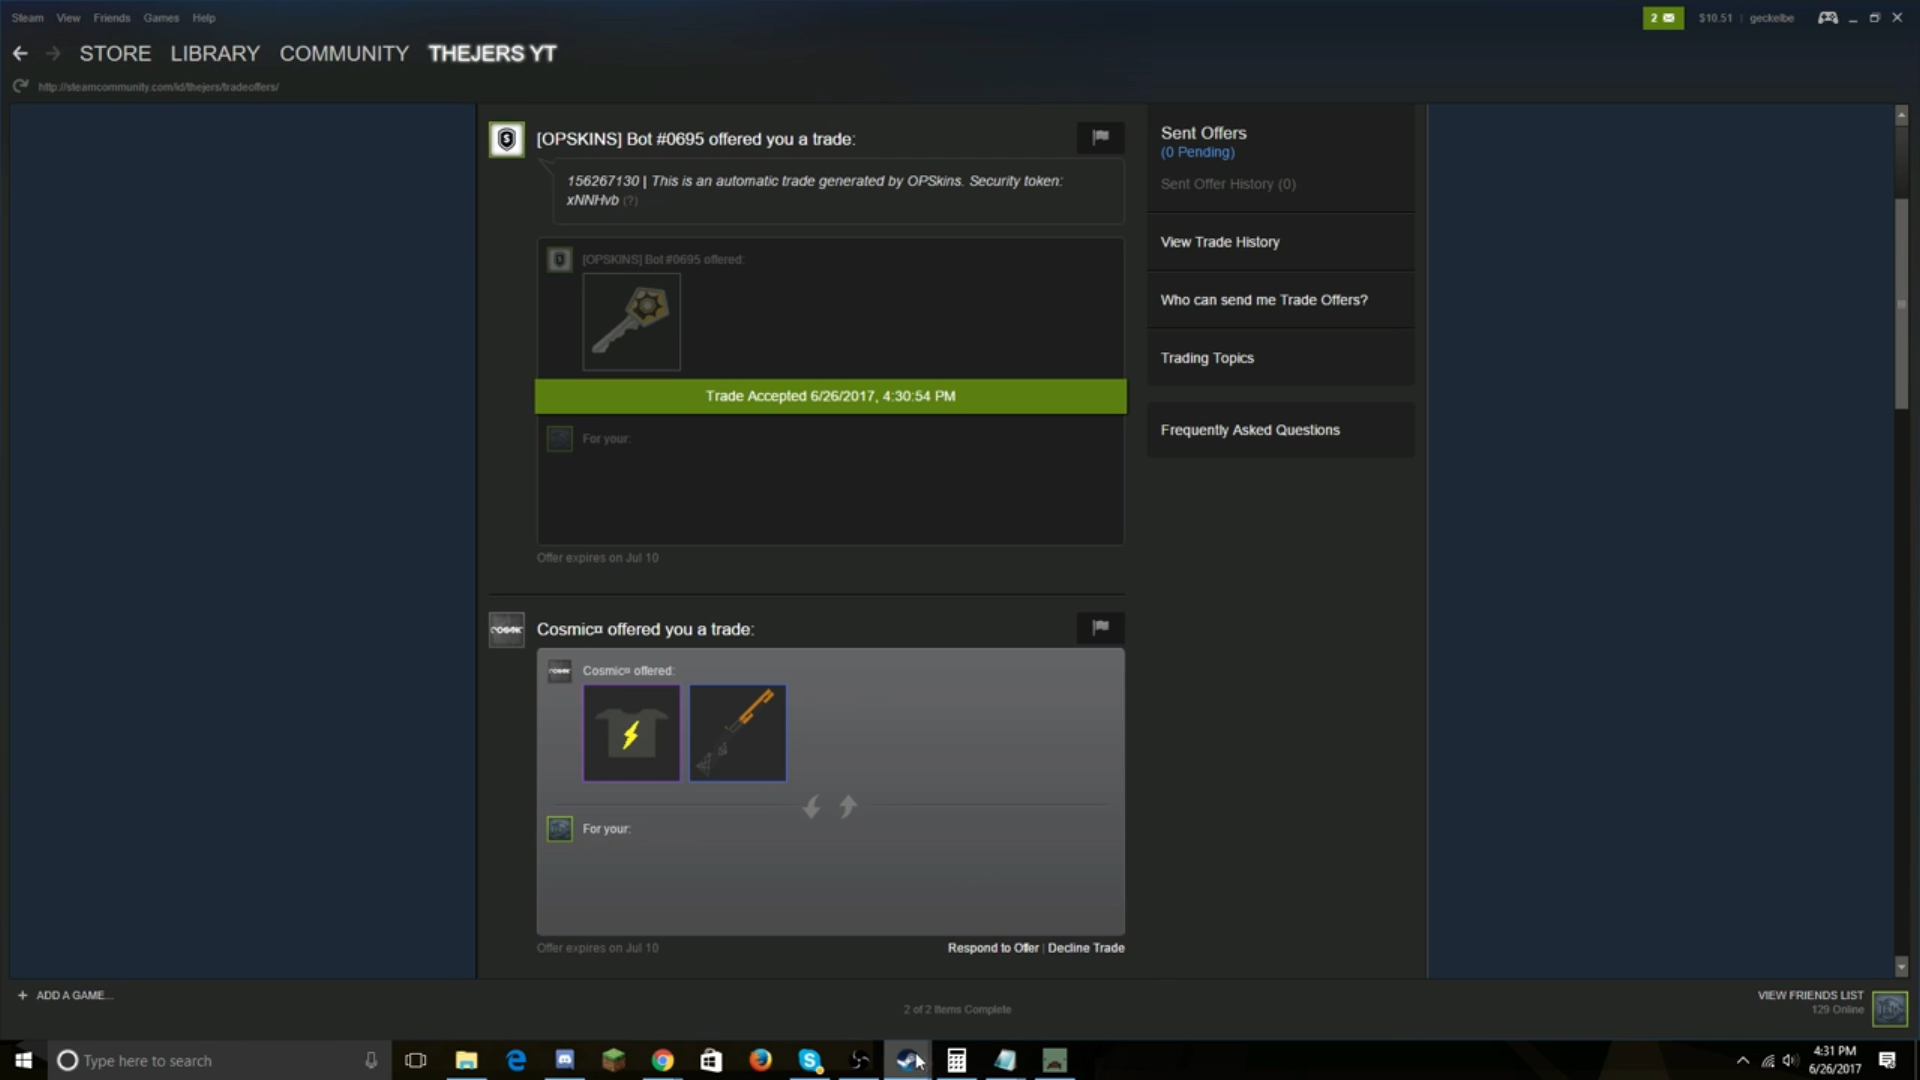 Steam View Friends Games Help
2 $10.51 | geckelbe
STORE LIBRARY COMMUNITY THEJERS YT
http://steamcommunity.com/id/thejers/tradeoffers/
[OPSKINS] Bot #0695 offered you a trade:
156267130 | This is an automatic trade generated by OPSkins. Security token:
xNNHvb (?)
[OPSKINS] Bot #0695 offered:
Trade Accepted 6/26/2017, 4:30:54 PM
For your:
Offer expires on Jul 10
Cosmic¤ offered you a trade:
Cosmic¤ offered:
For your:
Offer expires on Jul 10
Respond to Offer | Decline Trade
Sent Offers
(0 Pending)
Sent Offer History (0)
View Trade History
Who can send me Trade Offers?
Trading Topics
Frequently Asked Questions
+ ADD A GAME...
2 of 2 Items Complete
VIEW FRIENDS LIST
129 Online
Type here to search
4:31 PM
6/26/2017